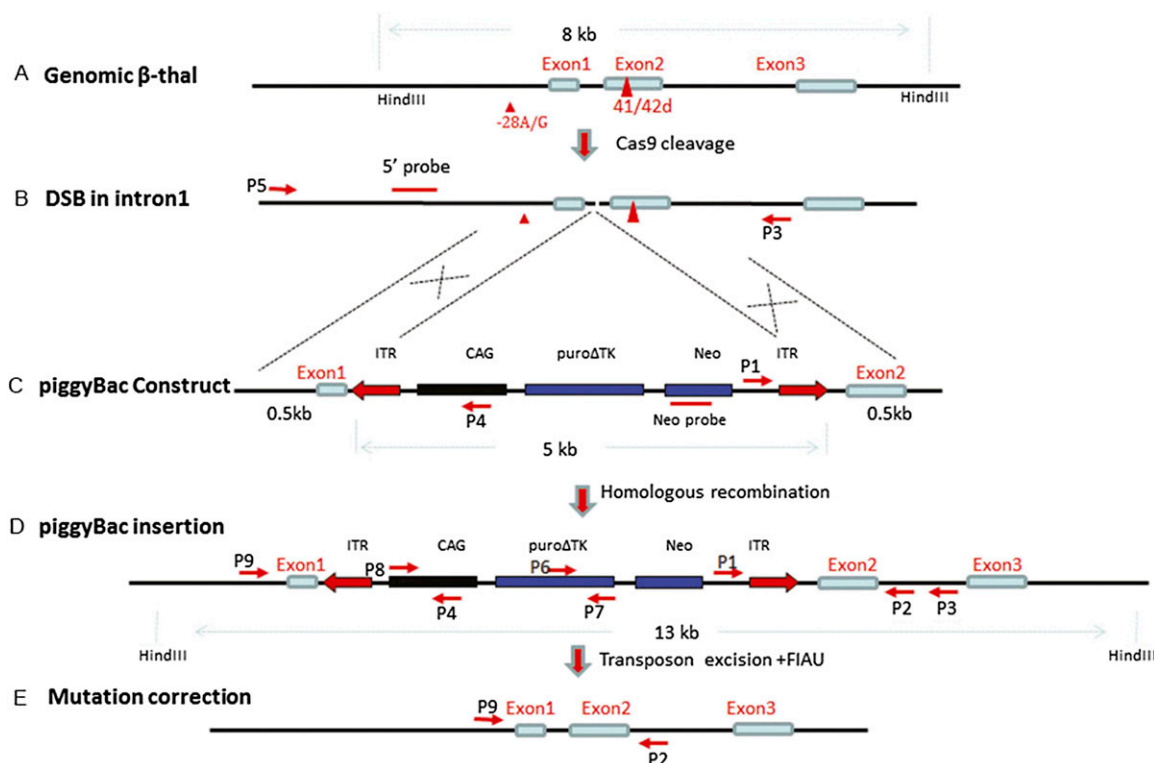 8 kb
A Genomic β-thal
Exon1 Exon2 Exon3
HindIII HindIII
-28A/G 41/42d
Cas9 cleavage
5' probe
P5
B DSB in intron1
P3
ITR CAG puroΔTK Neo ITR
P1
C piggyBac Construct
Exon1 Exon2
0.5kb P4 Neo probe 0.5kb
5 kb
Homologous recombination
D piggyBac insertion
ITR CAG puroΔTK Neo ITR
P9 Exon1 P8 P6 P1 Exon2 Exon3
P4 P7 P2 P3
13 kb
HindIII HindIII
Transposon excision +FIAU
E Mutation correction
P9 Exon1 Exon2 Exon3
P2